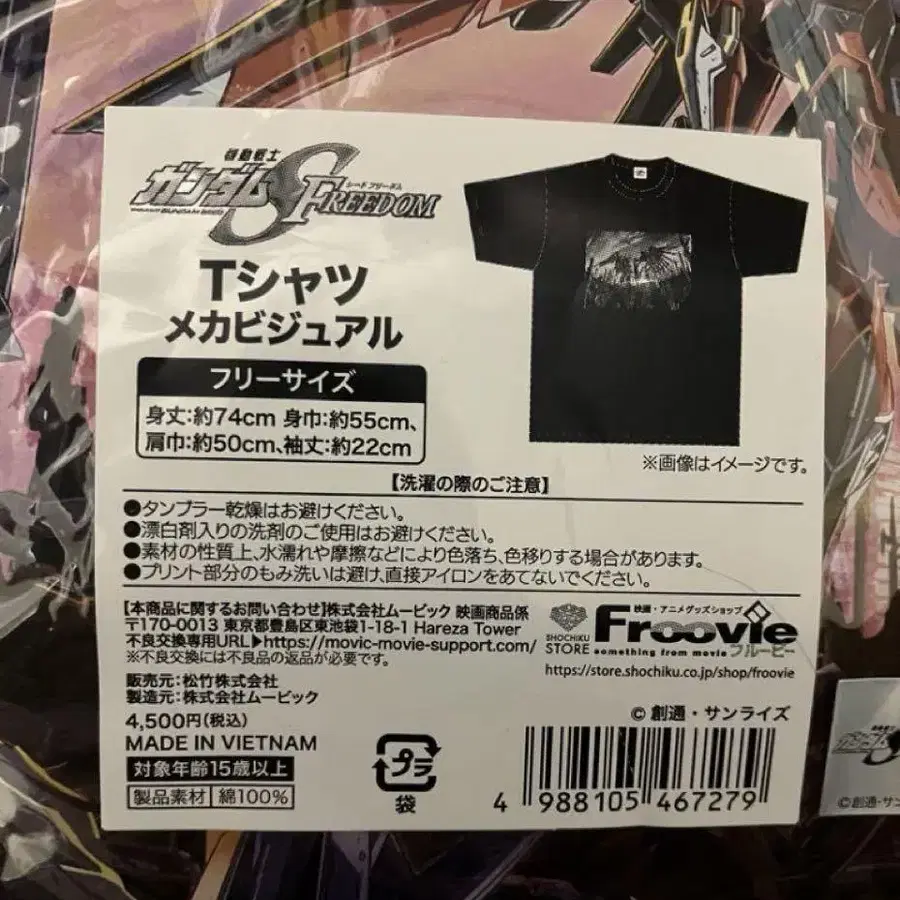 機動戦士
ガンダムSEED FREEDOM
シード フリーダム
MOBILE SUIT GUNDAM SEED
Tシャツ
メカビジュアル
フリーサイズ
身丈:約74cm 身巾:約55cm、
肩巾:約50cm、袖丈:約22cm
※画像はイメージです。
【洗濯の際のご注意】
●タンブラー乾燥はお避けください。
●漂白剤入りの洗剤のご使用はお避けください。
●素材の性質上、水濡れや摩擦などにより色落ち、色移りする場合があります。
●プリント部分のもみ洗いは避け、直接アイロンをあてないでください。
【本商品に関するお問い合わせ】株式会社ムービック 映画商品係
〒170-0013 東京都豊島区東池袋1-18-1 Hareza Tower
不良交換専用URL▶https://movic-movie-support.com/
※不良交換には不良品の返品が必要です。
販売元:松竹株式会社
製造元:株式会社ムービック
4,500円(税込)
MADE IN VIETNAM
対象年齢15歳以上
製品素材 綿100%
プラ
袋
SHOCHIKU
STORE
映画・アニメグッズショップ
Froovie
something from movie フルービー
https://store.shochiku.co.jp/shop/froovie
© 創通・サンライズ
4 988105 467279
©創通・サン